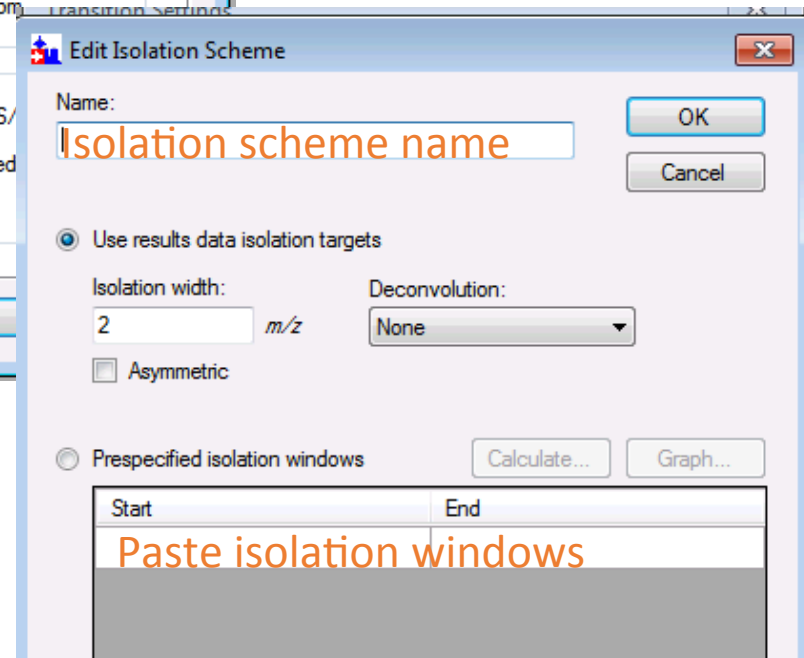 Transition Settings
Edit Isolation Scheme
Name:
Isolation scheme name
OK
Cancel
Use results data isolation targets
Isolation width:
Deconvolution:
2 m/z
None
Asymmetric
Prespecified isolation windows
Calculate...
Graph...
Start
End
Paste isolation windows